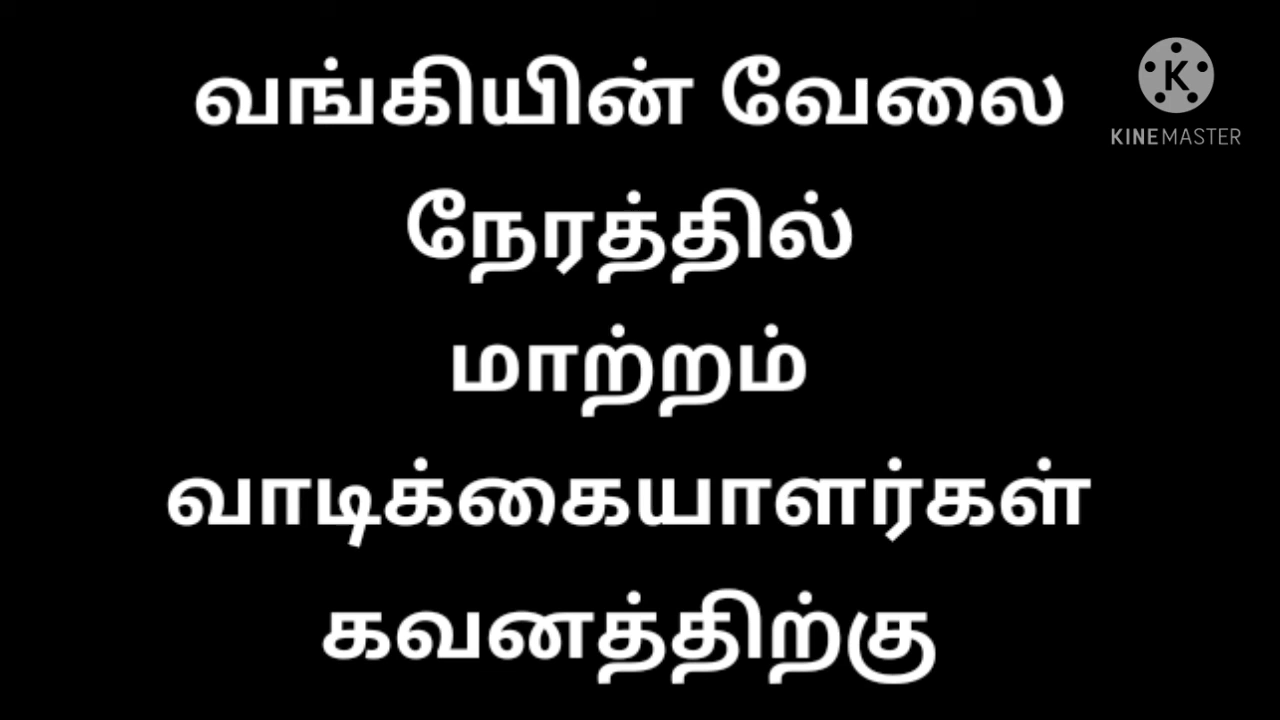 வங்கியின் வேலை
நேரத்தில்
மாற்றம்
வாடிக்கையாளர்கள்
கவனத்திற்கு
K
KINEMASTER